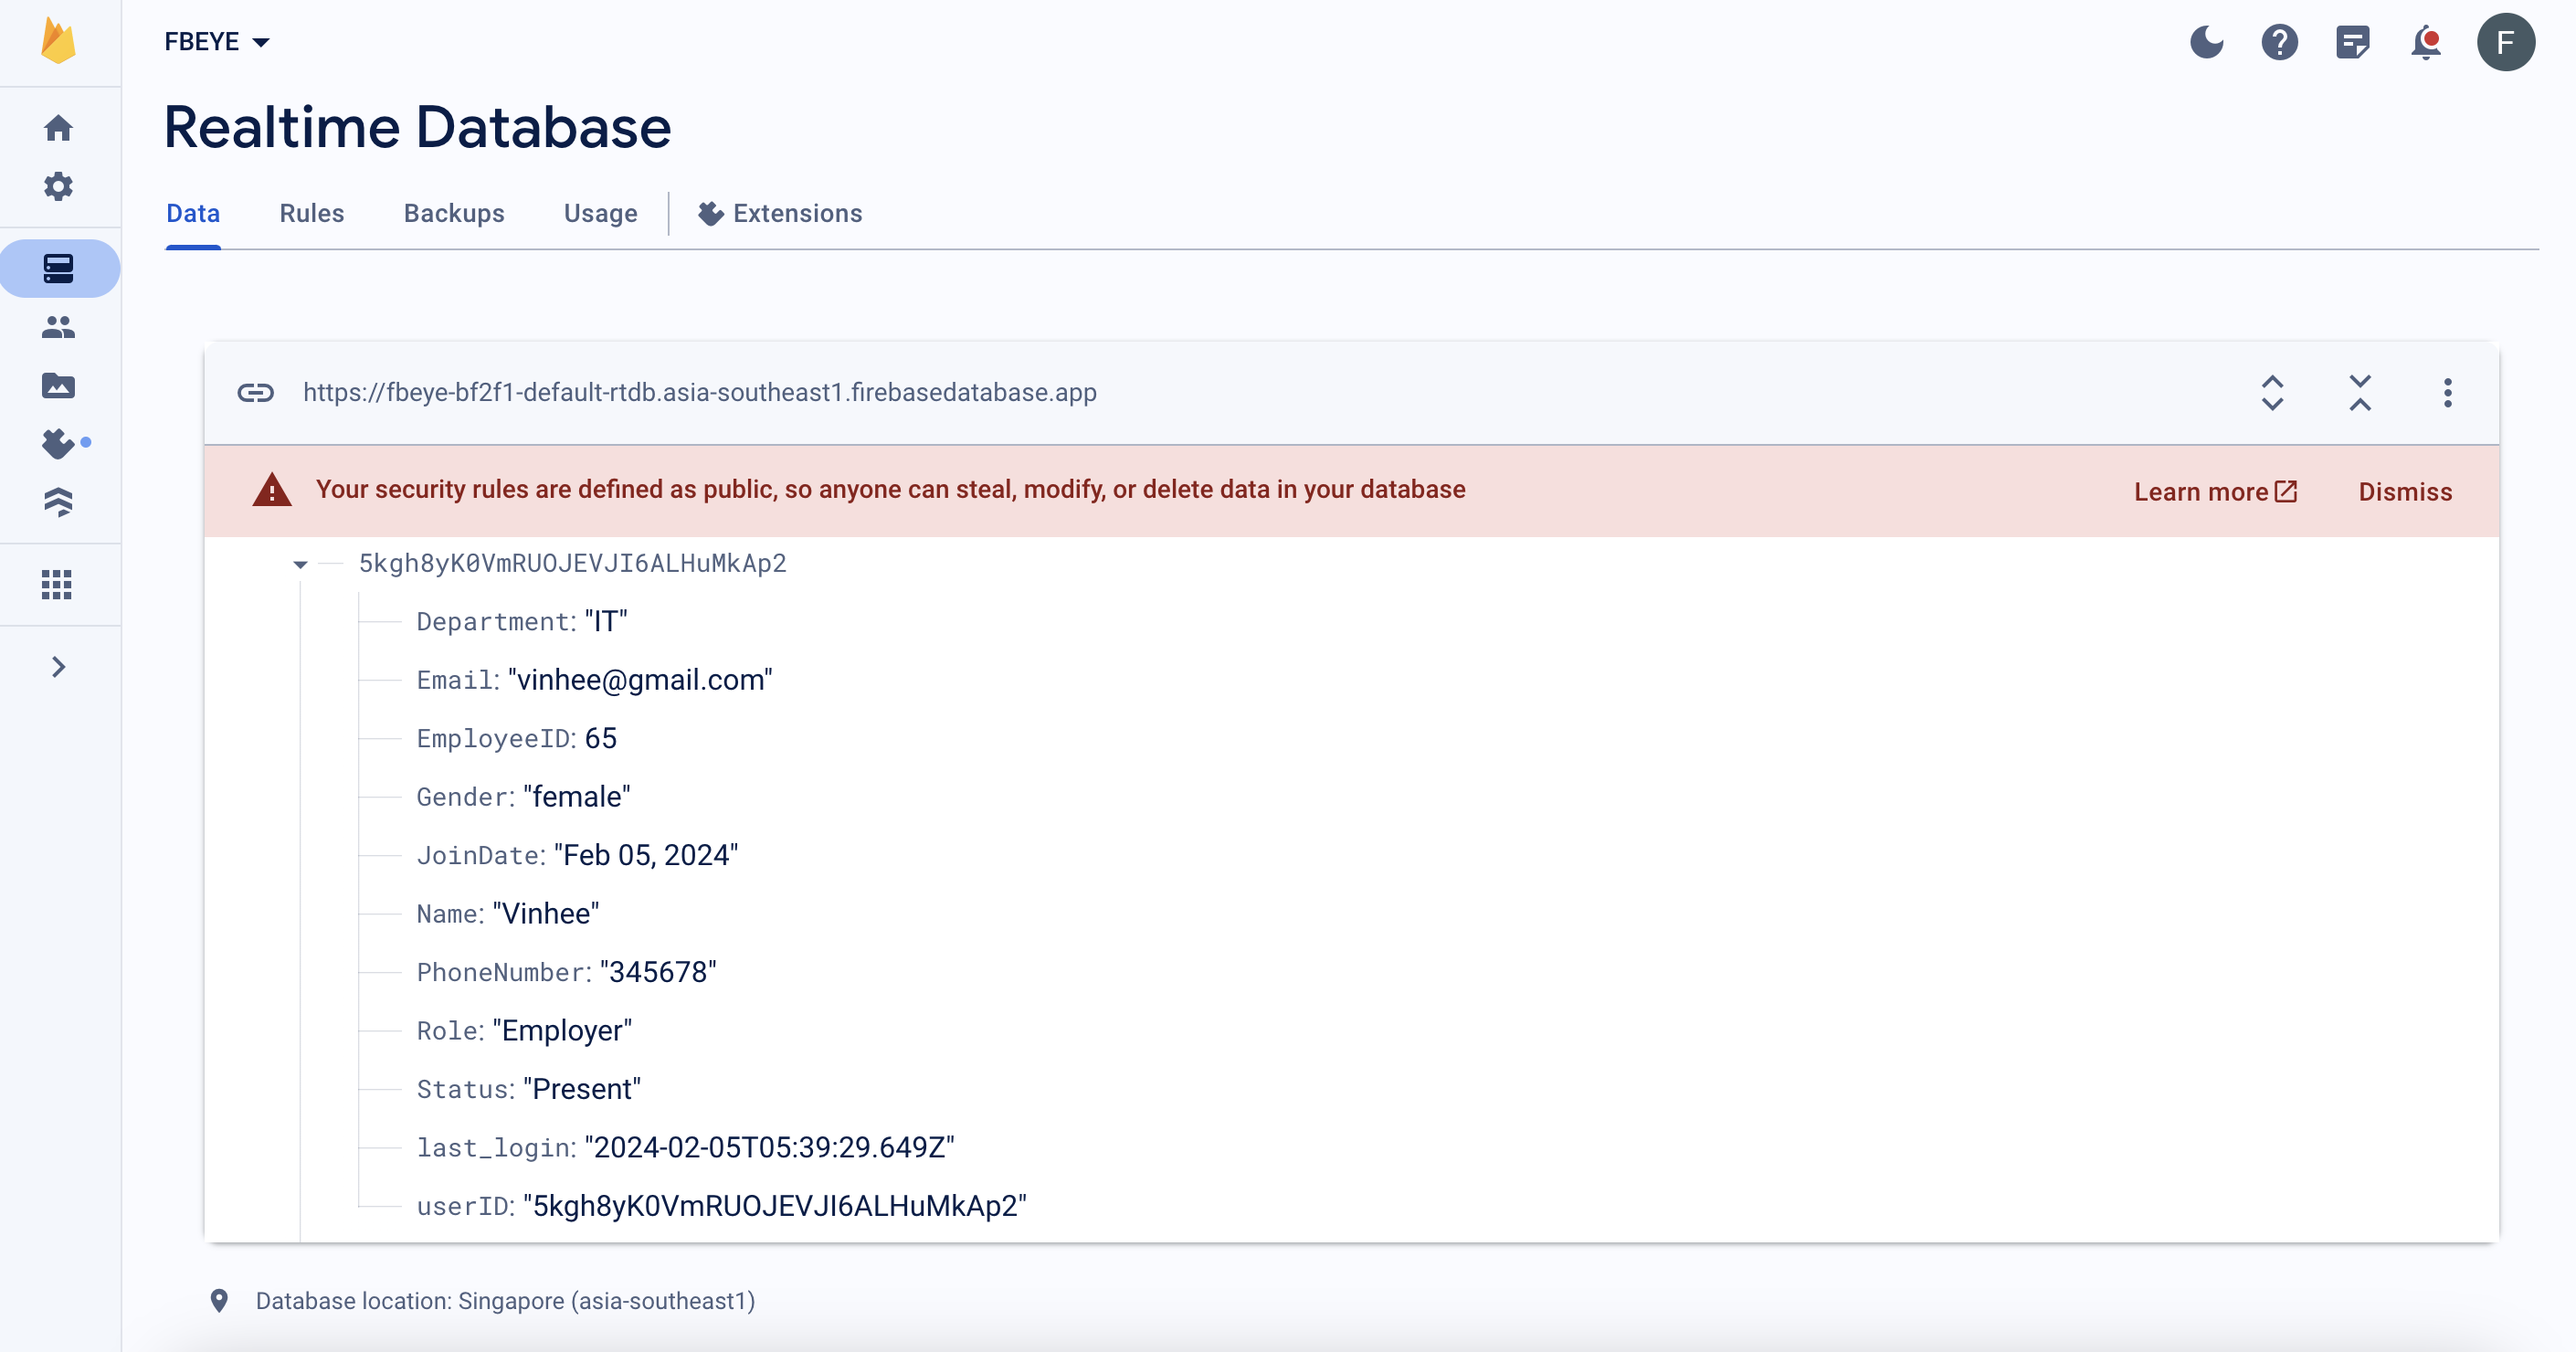 FBEYE
F
Realtime Database
Data Rules Backups Usage Extensions
https://fbeye-bf2f1-default-rtdb.asia-southeast1.firebasedatabase.app
Your security rules are defined as public, so anyone can steal, modify, or delete data in your database Learn more Dismiss
5kgh8yK0VmRUOJEVJI6ALHuMkAp2
Department: "IT"
Email: "vinhee@gmail.com"
EmployeeID: 65
Gender: "female"
JoinDate: "Feb 05, 2024"
Name: "Vinhee"
PhoneNumber: "345678"
Role: "Employer"
Status: "Present"
last_login: "2024-02-05T05:39:29.649Z"
userID: "5kgh8yK0VmRUOJEVJI6ALHuMkAp2"
Database location: Singapore (asia-southeast1)